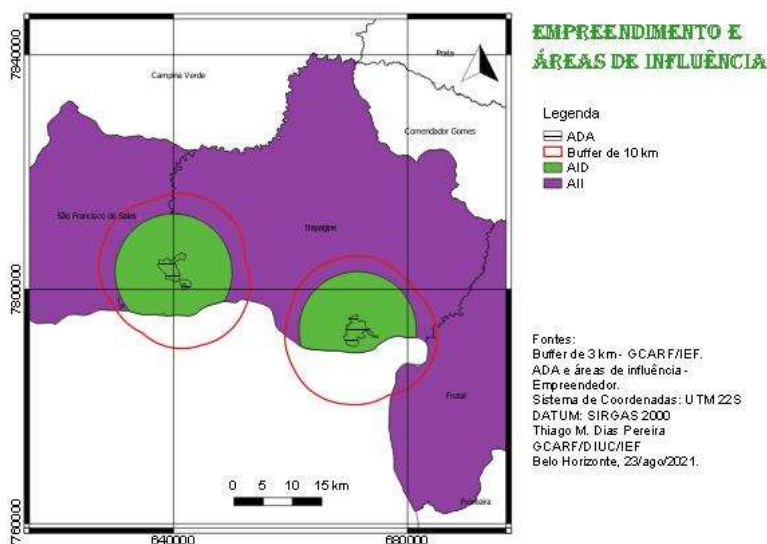 EMPREENDIMENTO E
ÁREAS DE INFLUÊNCIA
Legenda
ADA
Buffer de 10 km
AID
AII
Prata
Campina Verde
Comendador Gomes
São Francisco de Sales
Itapagipe
Frutal
Fronteira
7840000
7800000
7760000
640000
680000
0 5 10 15 km
Fontes:
Buffer de 3 km - GCARF/IEF.
ADA e áreas de influência -
Empreendedor.
Sistema de Coordenadas: UTM 22S
DATUM: SIRGAS 2000
Thiago M. Dias Pereira
GCARF/DIUC/IEF
Belo Horizonte, 23/ago/2021.